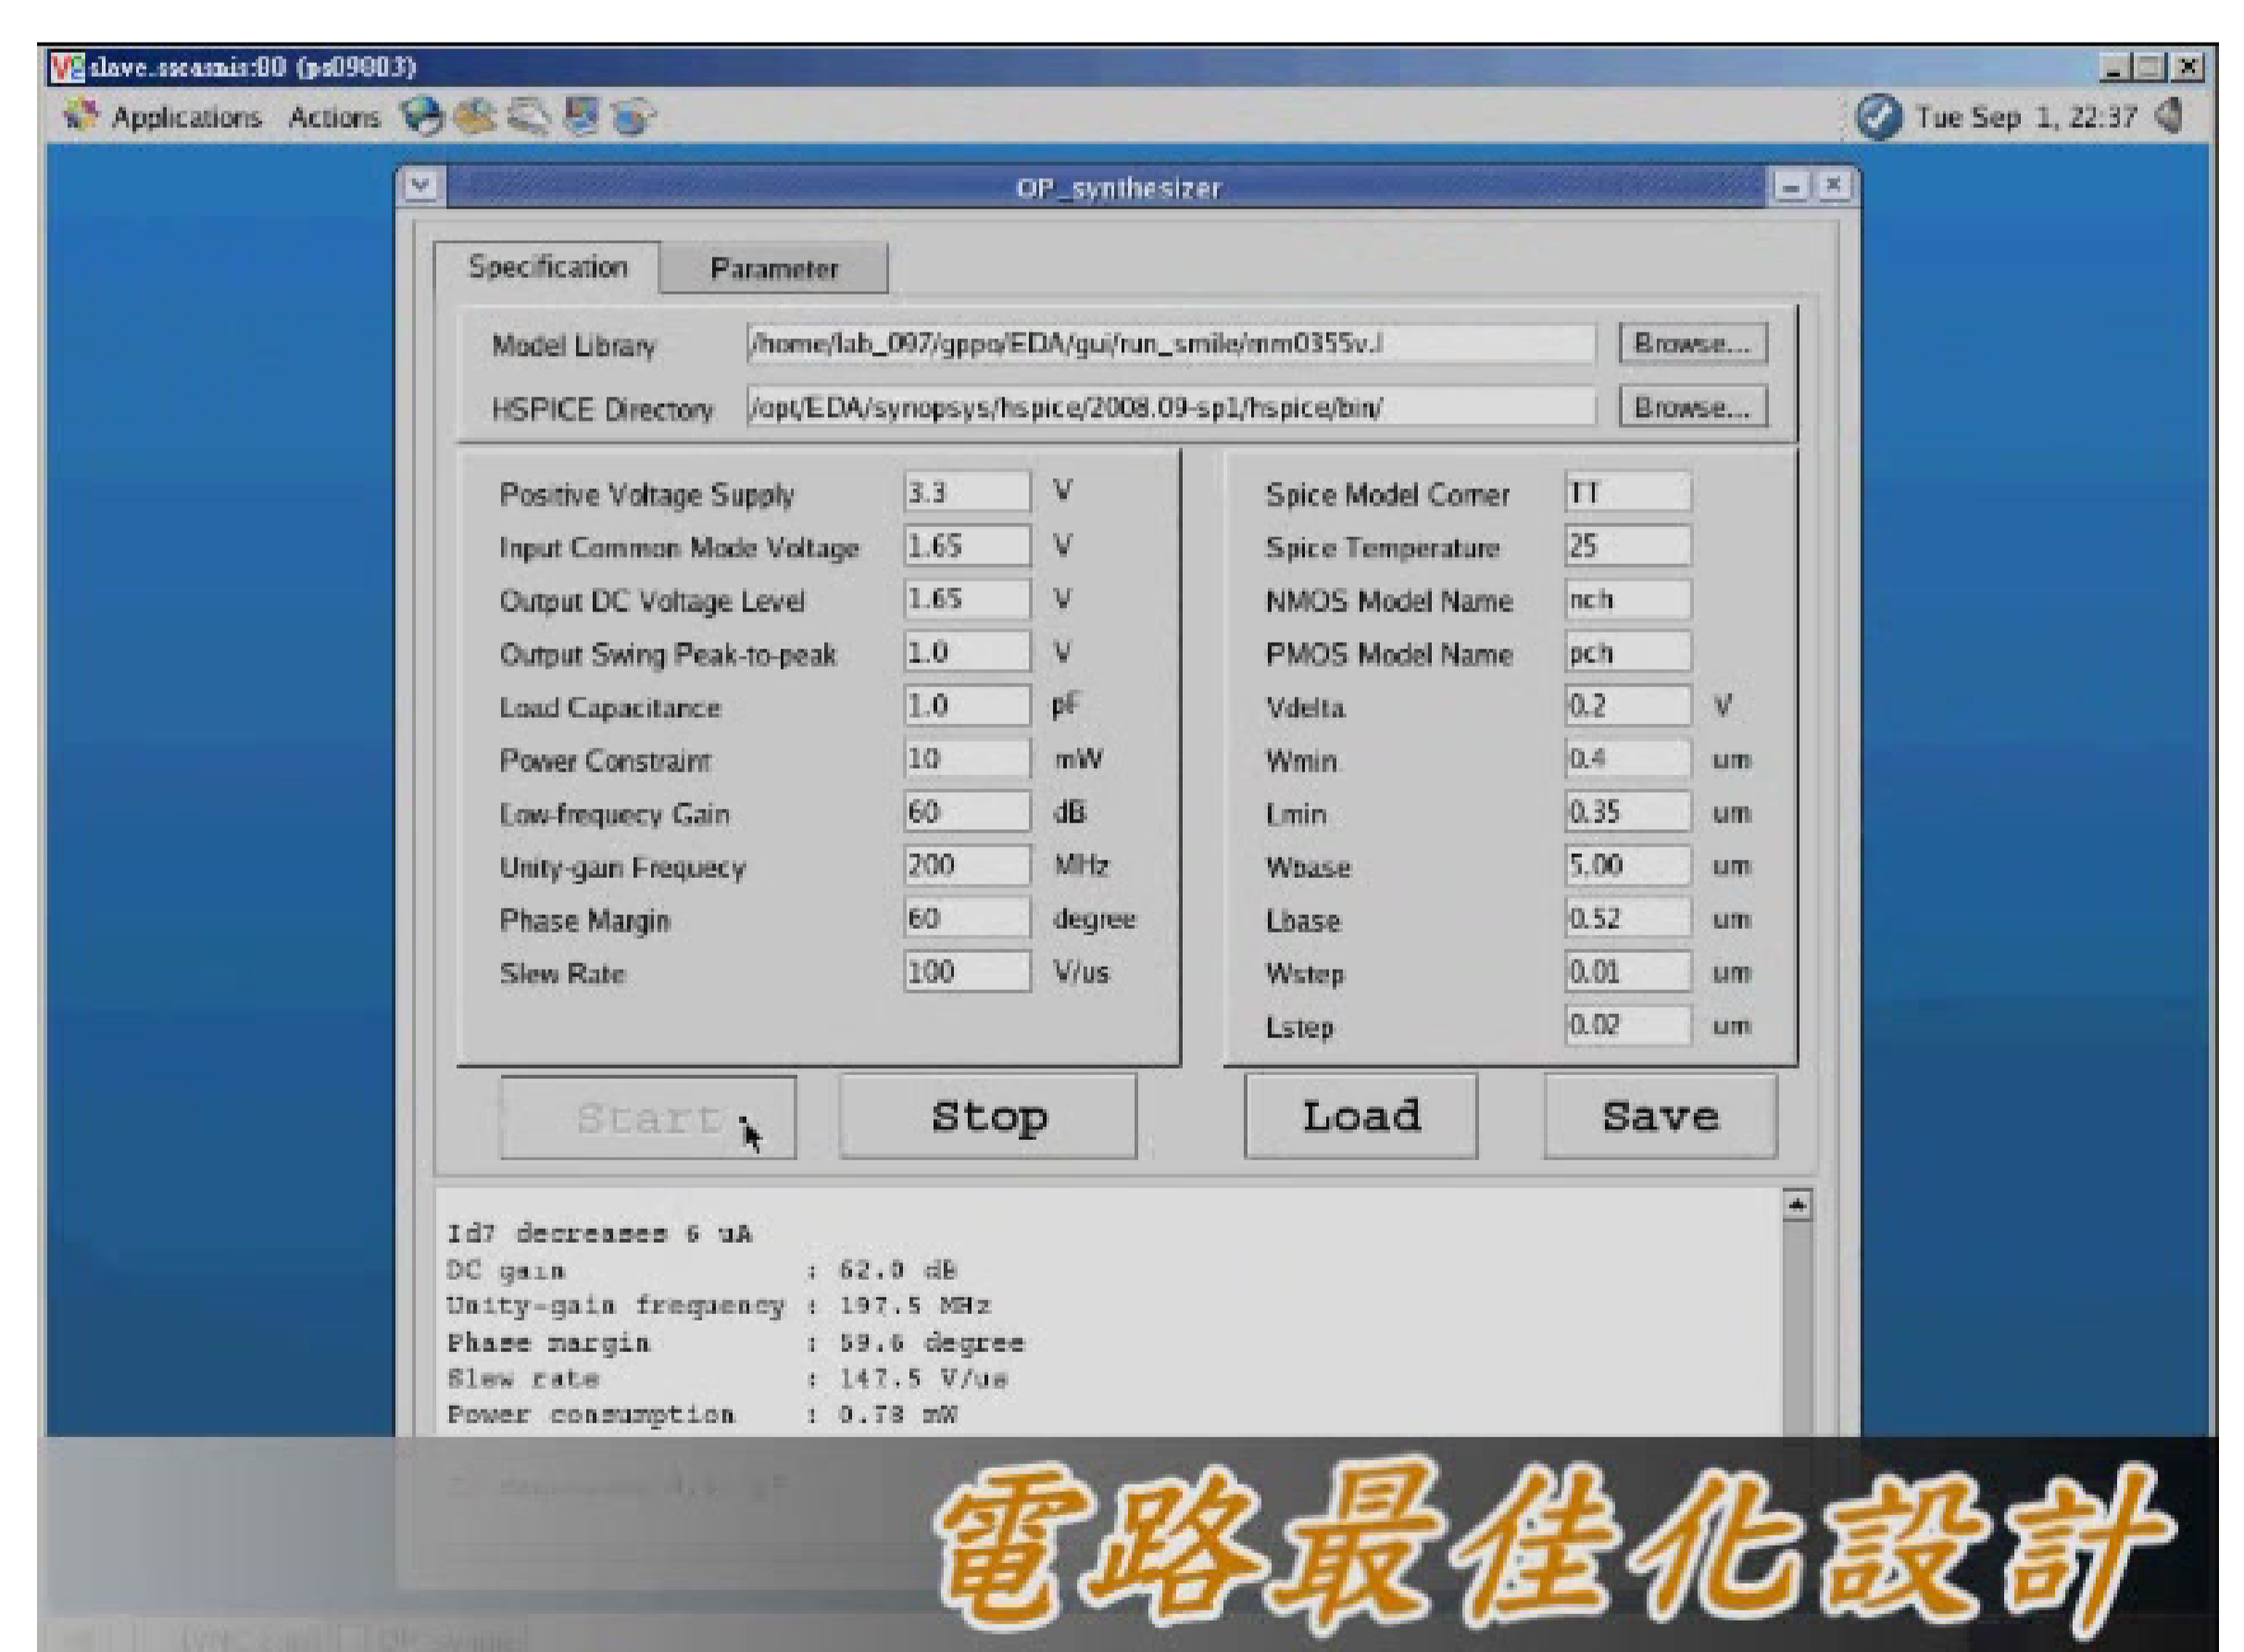 slave.sscasmis:80 (ps09803)
Applications Actions Tue Sep 1, 22:37
OP_synthesizer
Specification Parameter
Model Library /home/lab_097/gppo/EDA/gui/run_smile/mm0355v.l Browse...
HSPICE Directory /opt/EDA/synopsys/hspice/2008.09-sp1/hspice/bin/ Browse...
Positive Voltage Supply 3.3 V
Input Common Mode Voltage 1.65 V
Output DC Voltage Level 1.65 V
Output Swing Peak-to-peak 1.0 V
Load Capacitance 1.0 pF
Power Constraint 10 mW
Low-frequecy Gain 60 dB
Unity-gain Frequecy 200 MHz
Phase Margin 60 degree
Slew Rate 100 V/us
Spice Model Corner TT
Spice Temperature 25
NMOS Model Name nch
PMOS Model Name pch
Vdelta 0.2 V
Wmin 0.4 um
Lmin 0.35 um
Wbase 5.00 um
Lbase 0.52 um
Wstep 0.01 um
Lstep 0.02 um
Start Stop Load Save
Id7 decreases 6 uA
DC gain : 62.0 dB
Unity-gain frequency : 197.5 MHz
Phase margin : 59.6 degree
Slew rate : 147.5 V/us
Power consumption : 0.78 mW
電路最佳化設計